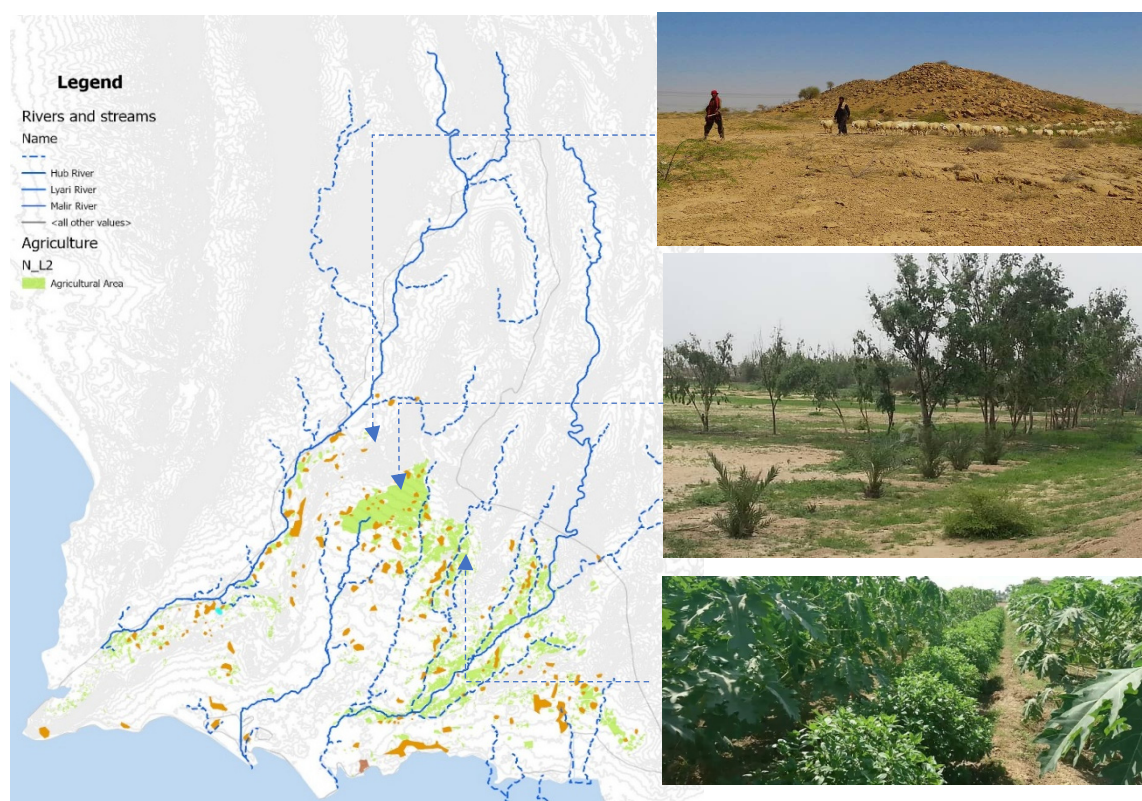 Legend
Rivers and streams
Name
Hub River
Lyari River
Malir River
<all other values>
Agriculture
N_L2
Agricultural Area